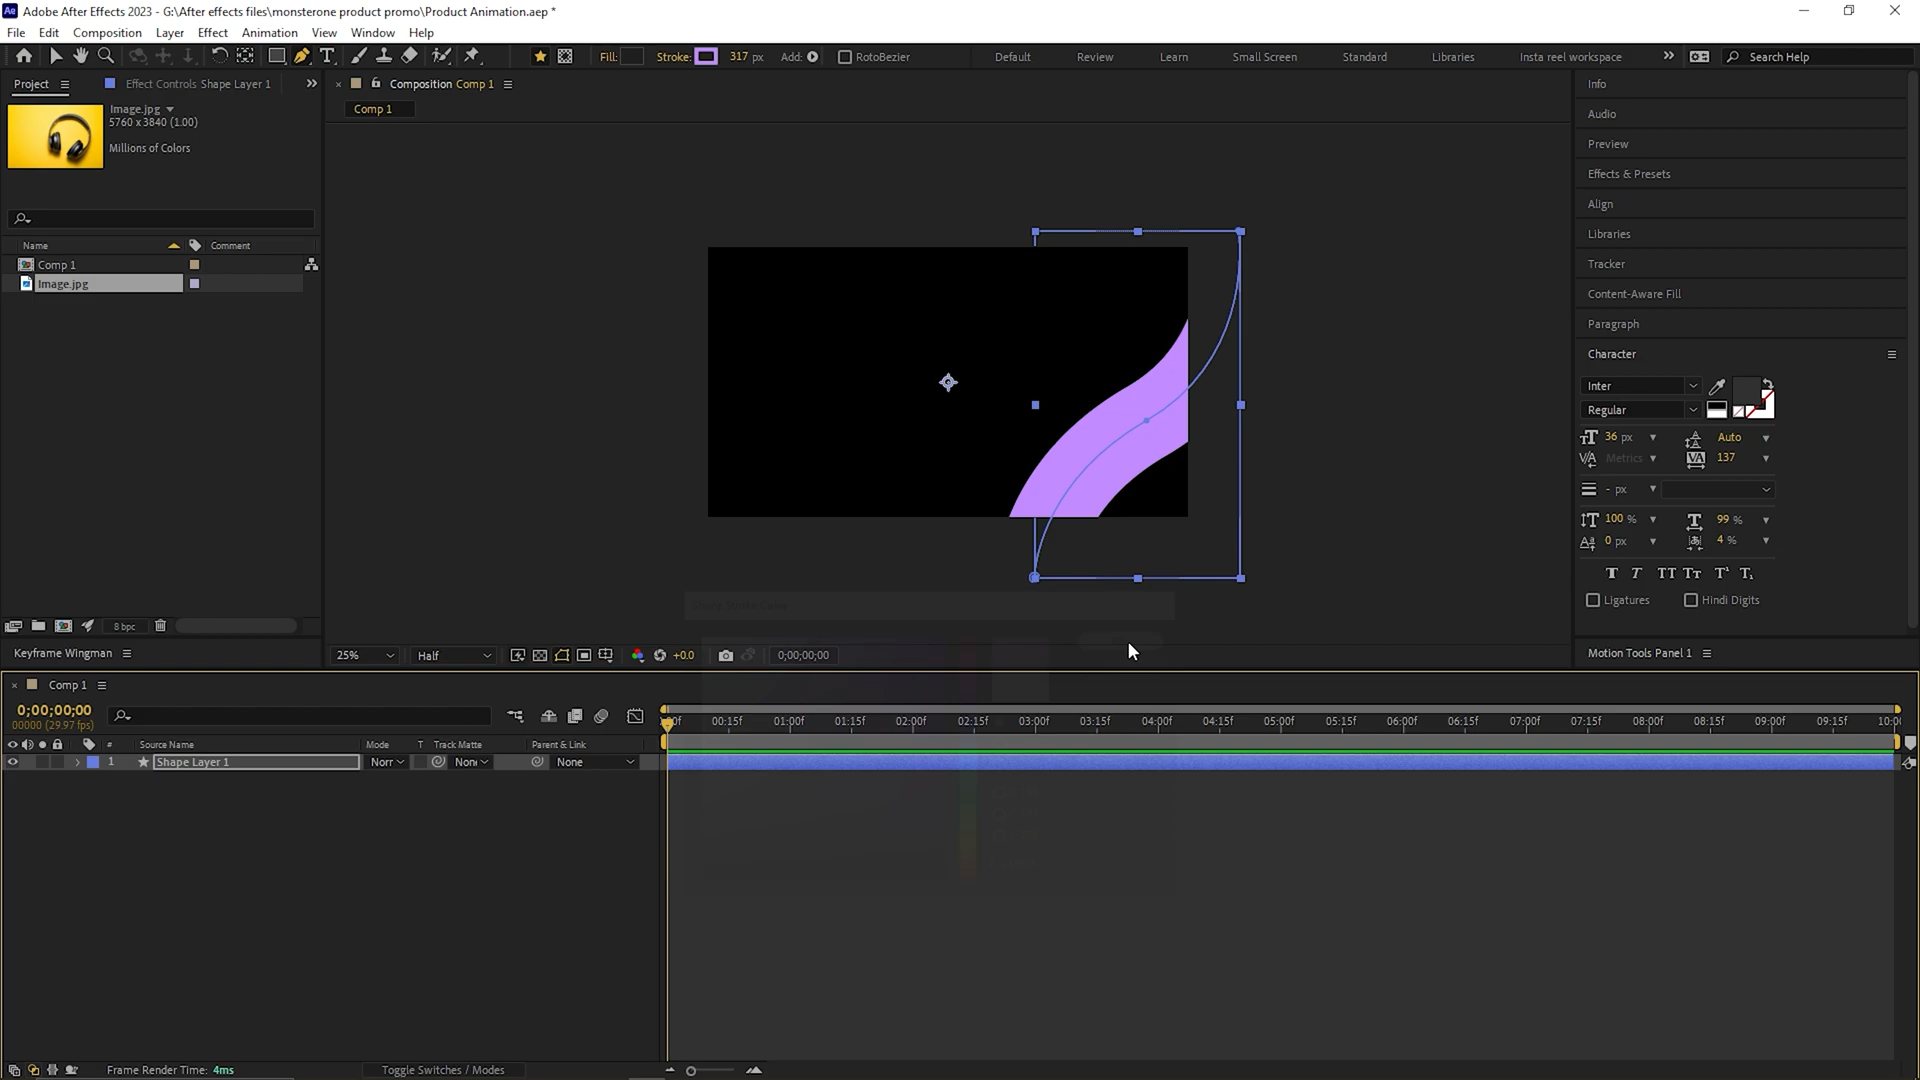 Adobe After Effects 2023 - G:\After effects files\monsterone product promo\Product Animation.aep *
File Edit Composition Layer Effect Animation View Window Help
Fill: Stroke: 317 px Add: RotoBezier Default Review Learn Small Screen Standard Libraries Insta reel workspace Search Help
Project Effect Controls Shape Layer 1
Composition Comp 1
Comp 1
Image.jpg
5760 x 3840 (1.00)
Millions of Colors
Name Comment
Comp 1
Image.jpg
8 bpc
Keyframe Wingman
25% Half +0.0 0;00;00;00
Info
Audio
Preview
Effects & Presets
Align
Libraries
Tracker
Content-Aware Fill
Paragraph
Character
Inter
Regular
36 px Auto
Metrics 137
- px
100 % 99 %
0 px 4 %
T T TT Tr T¹ T₁
Ligatures Hindi Digits
Motion Tools Panel 1
Comp 1
0;00;00;00
00000 (29.97 fps)
:00f 00:15f 01:00f 01:15f 02:00f 02:15f 03:00f 03:15f 04:00f 04:15f 05:00f 05:15f 06:00f 06:15f 07:00f 07:15f 08:00f 08:15f 09:00f 09:15f 10:0
# Source Name Mode T Track Matte Parent & Link
1 Shape Layer 1 Norr None None
Frame Render Time: 4ms Toggle Switches / Modes